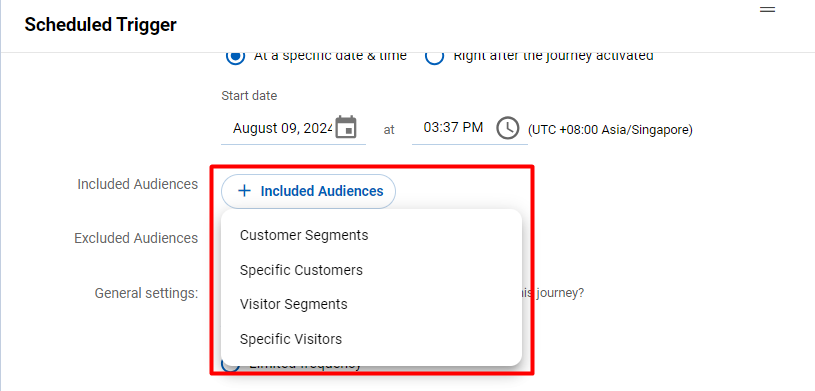 Scheduled Trigger
At a specific date & time Right after the journey activated
Start date
August 09, 2024 at 03:37 PM (UTC +08:00 Asia/Singapore)
Included Audiences + Included Audiences
Customer Segments
Excluded Audiences
Specific Customers
General settings: this journey?
Visitor Segments
Specific Visitors
Limited frequency